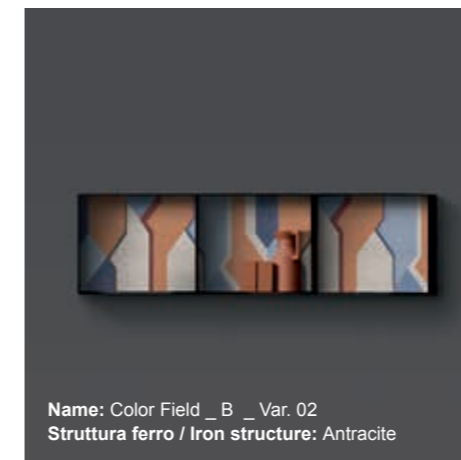 Name: Color Field _ B _ Var. 02
Struttura ferro / Iron structure: Antracite